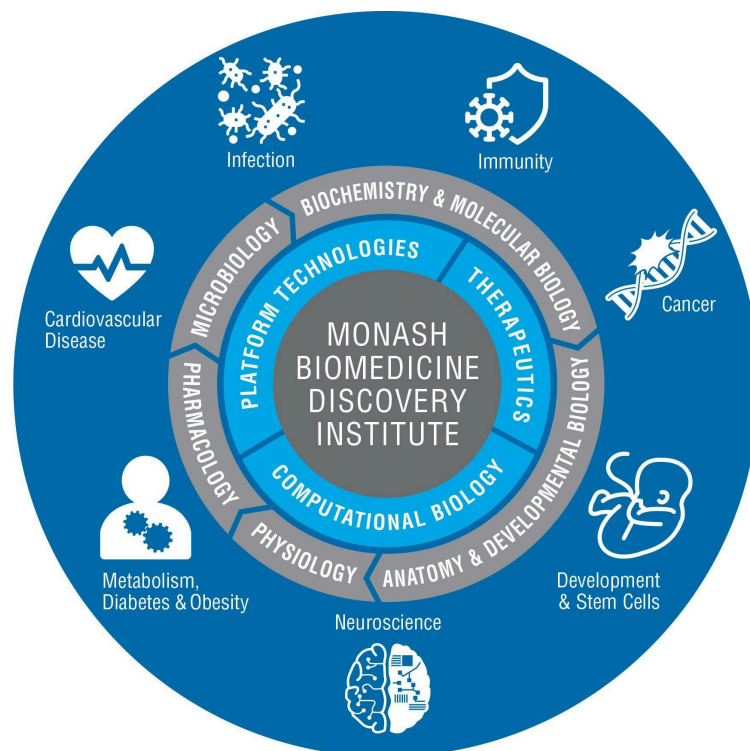 Infection
Immunity
Cancer
Development
& Stem Cells
Neuroscience
Metabolism,
Diabetes & Obesity
Cardiovascular
Disease
BIOCHEMISTRY & MOLECULAR BIOLOGY
ANATOMY & DEVELOPMENTAL BIOLOGY
PHYSIOLOGY
PHARMACOLOGY
MICROBIOLOGY
PLATFORM TECHNOLOGIES
THERAPEUTICS
COMPUTATIONAL BIOLOGY
MONASH
BIOMEDICINE
DISCOVERY
INSTITUTE